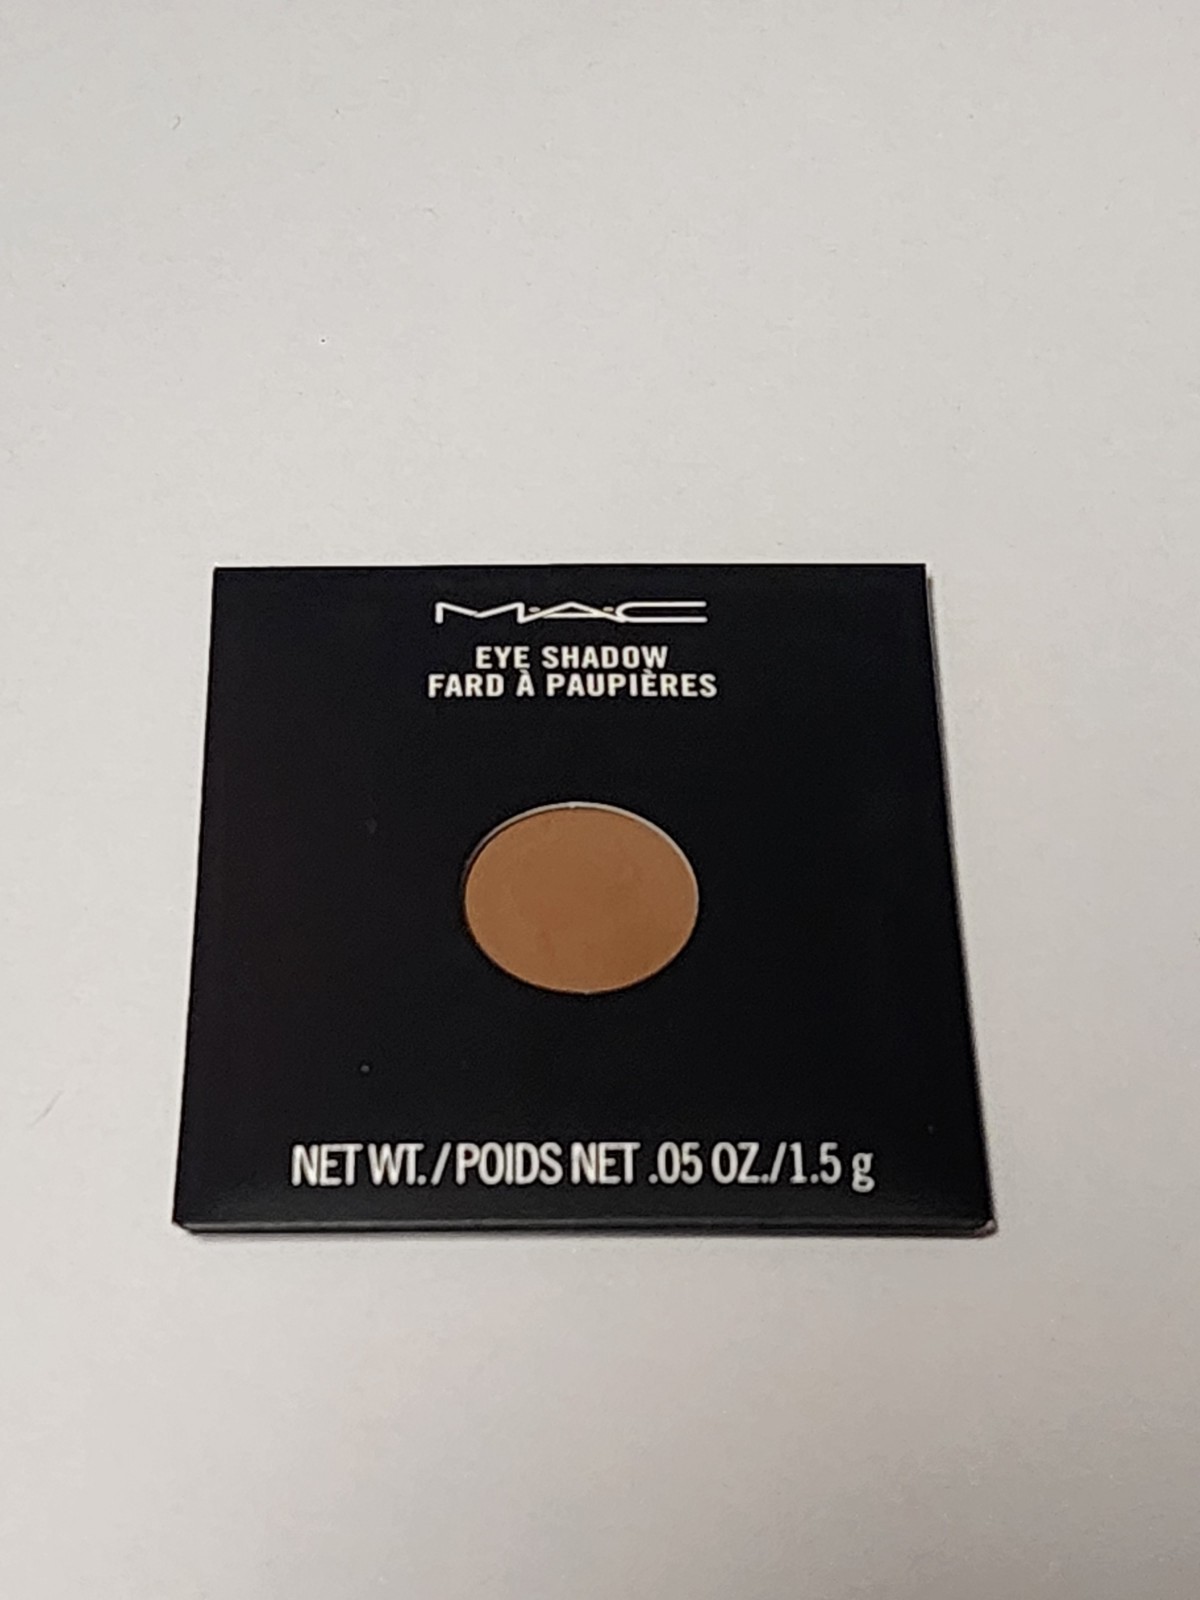 M·A·C
EYE SHADOW
FARD À PAUPIÈRES
NET WT./POIDS NET .05 OZ./1.5 g